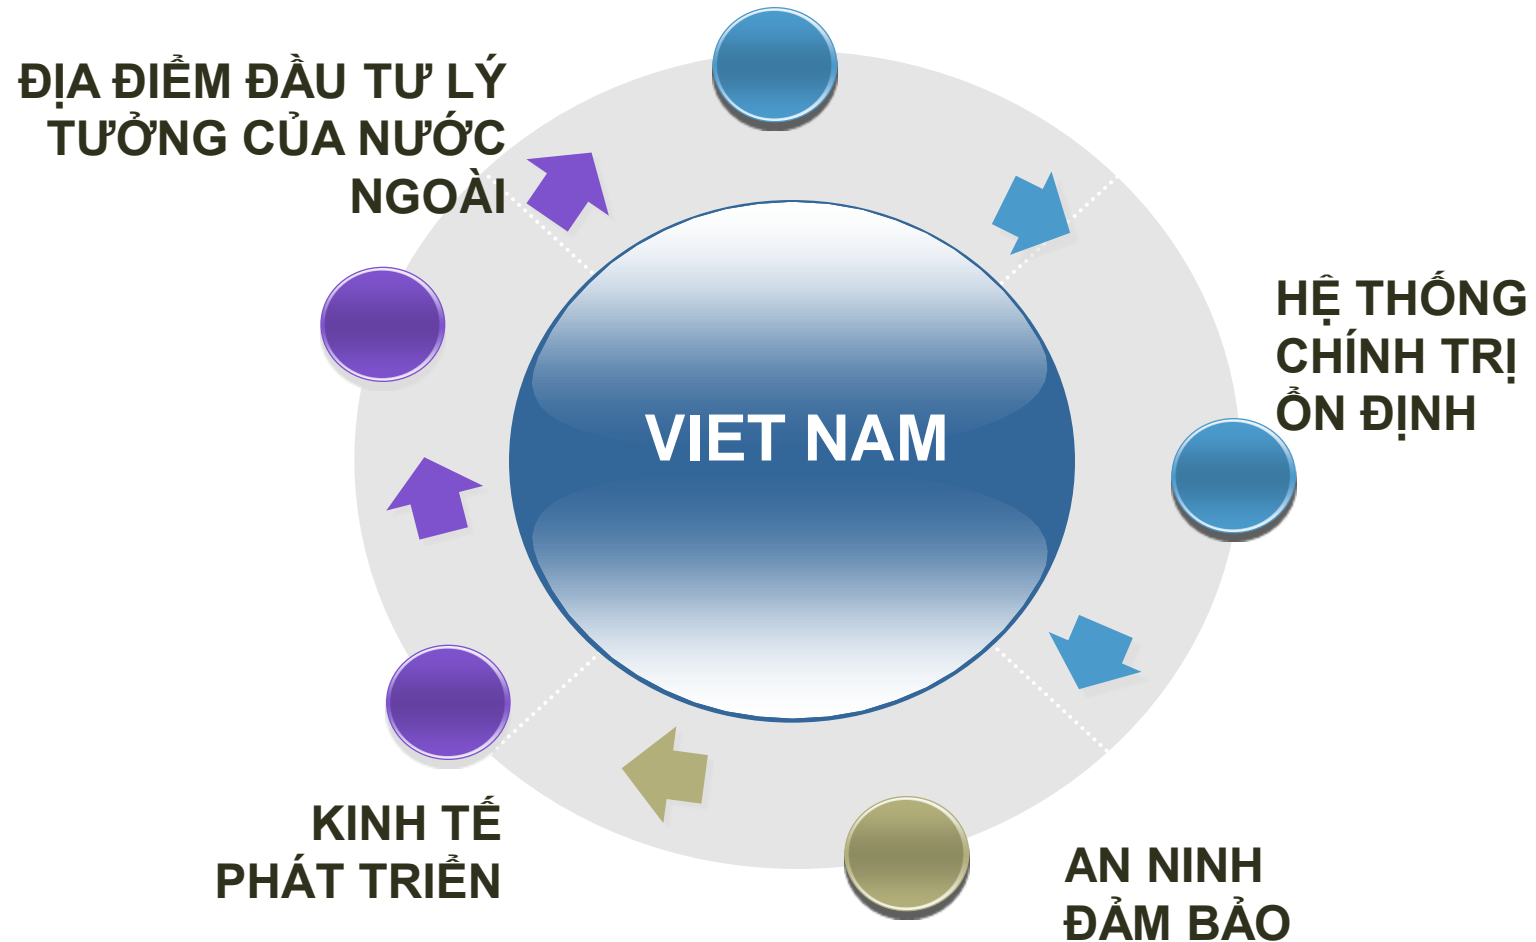 ĐỊA ĐIỂM ĐẦU TƯ LÝ
TƯỞNG CỦA NƯỚC
NGOÀI
HỆ THỐNG
CHÍNH TRỊ
ỔN ĐỊNH
VIET NAM
KINH TẾ
PHÁT TRIỂN
AN NINH
ĐẢM BẢO